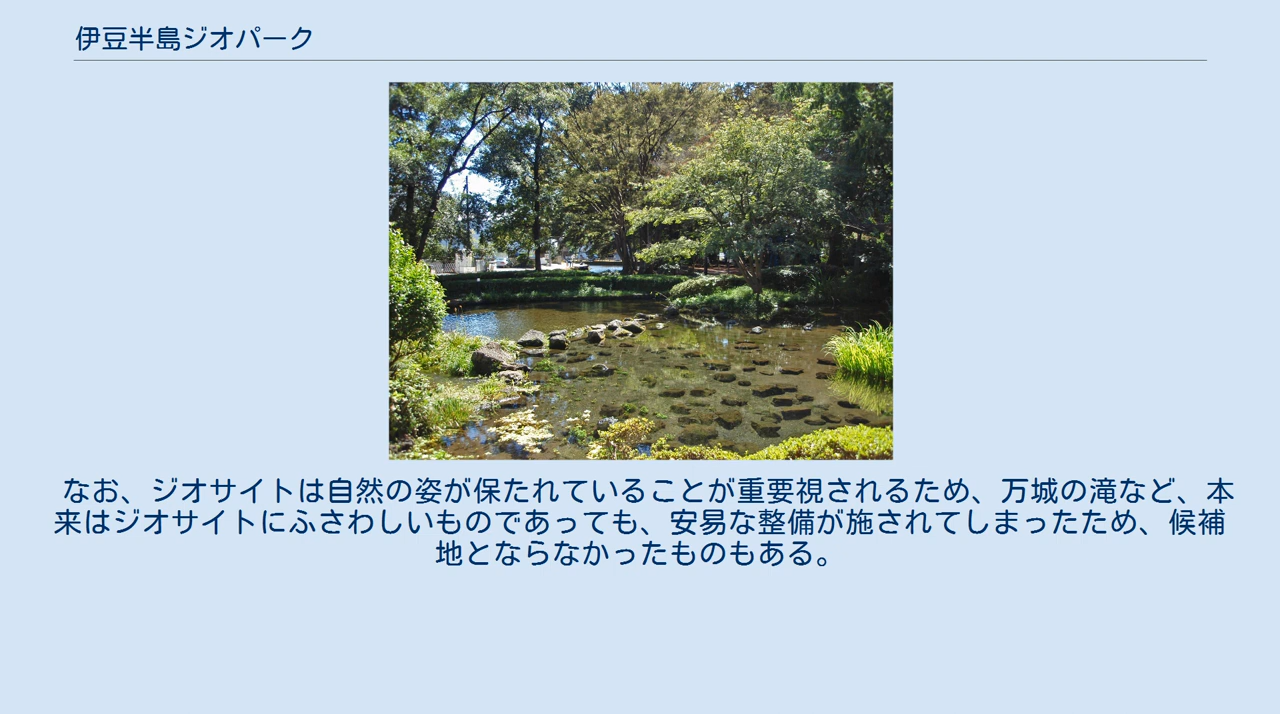 伊豆半島ジオパーク
なお、ジオサイトは自然の姿が保たれていることが重要視されるため、万城の滝など、本
来はジオサイトにふさわしいものであっても、安易な整備が施されてしまったため、候補
地とならなかったものもある。